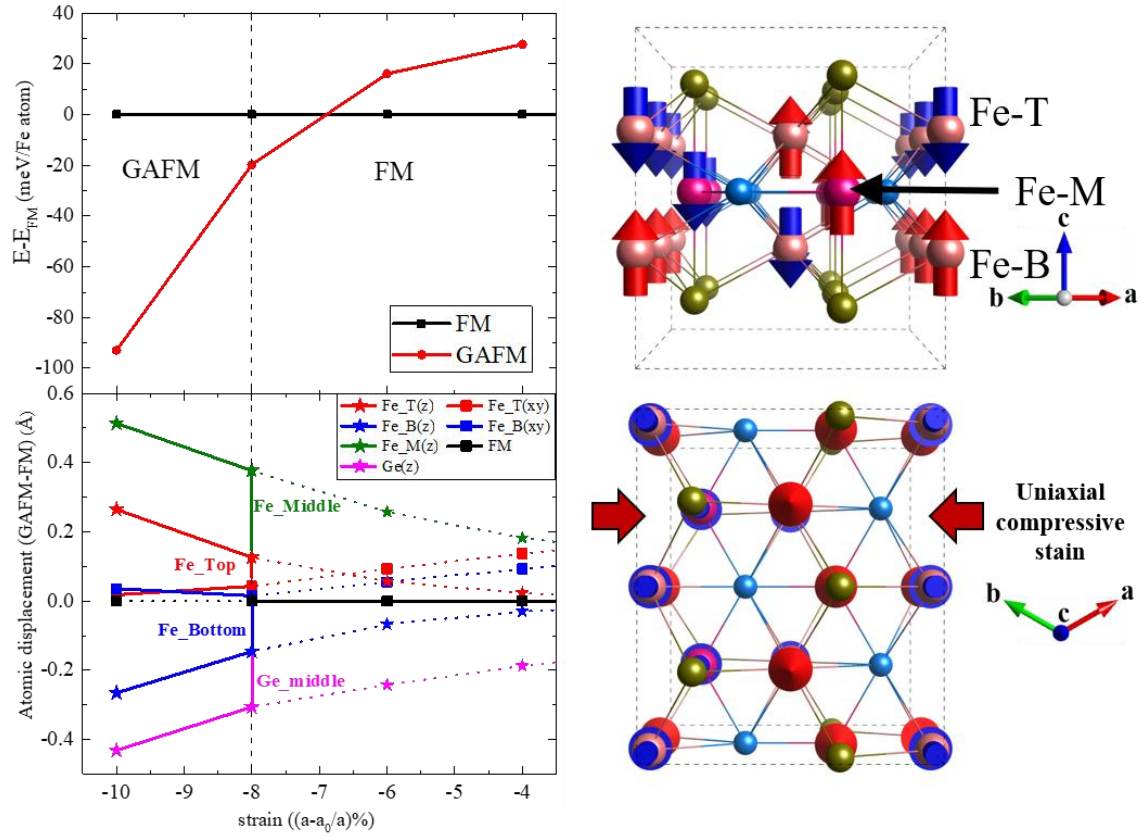 40
20
0
-20
-40
-60
-80
-100
E-E_FM (meV/Fe atom)
GAFM
FM
FM
GAFM
0.6
0.4
0.2
0.0
-0.2
-0.4
Atomic displacement (GAFM-FM) (Å)
Fe_T(z)
Fe_T(xy)
Fe_B(z)
Fe_B(xy)
Fe_M(z)
FM
Ge(z)
Fe_Middle
Fe_Top
Fe_Bottom
Ge_middle
-10
-9
-8
-7
-6
-5
-4
strain ((a-a₀/a)%)
Fe-T
Fe-M
Fe-B
c
b
a
Uniaxial
compressive
stain
b
c
a